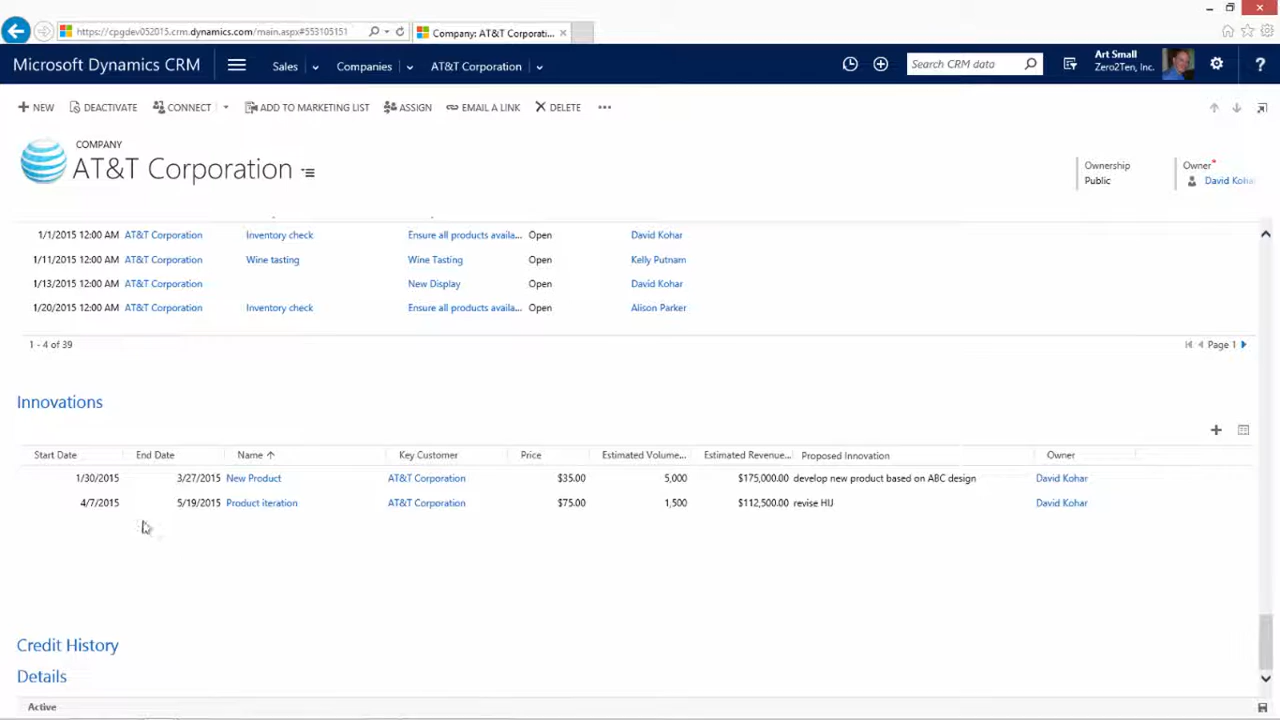 https://cpgdev052015.crm.dynamics.com/main.aspx#553105151
Company: AT&T Corporati...
Microsoft Dynamics CRM
Sales
Companies
AT&T Corporation
Search CRM data
Art Small
Zero2Ten, Inc.
?
NEW
DEACTIVATE
CONNECT
ADD TO MARKETING LIST
ASSIGN
EMAIL A LINK
DELETE
•••
COMPANY
AT&T Corporation
Ownership
Public
Owner*
David Koha
1/1/2015 12:00 AM AT&T Corporation Inventory check Ensure all products availa... Open David Kohar
1/11/2015 12:00 AM AT&T Corporation Wine tasting Wine Tasting Open Kelly Putnam
1/13/2015 12:00 AM AT&T Corporation New Display Open David Kohar
1/20/2015 12:00 AM AT&T Corporation Inventory check Ensure all products availa... Open Alison Parker
1 - 4 of 39 Page 1
Innovations
Start Date End Date Name Key Customer Price Estimated Volume... Estimated Revenue... Proposed Innovation Owner
1/30/2015 3/27/2015 New Product AT&T Corporation $35.00 5,000 $175,000.00 develop new product based on ABC design David Kohar
4/7/2015 5/19/2015 Product iteration AT&T Corporation $75.00 1,500 $112,500.00 revise HIJ David Kohar
Credit History
Details
Active